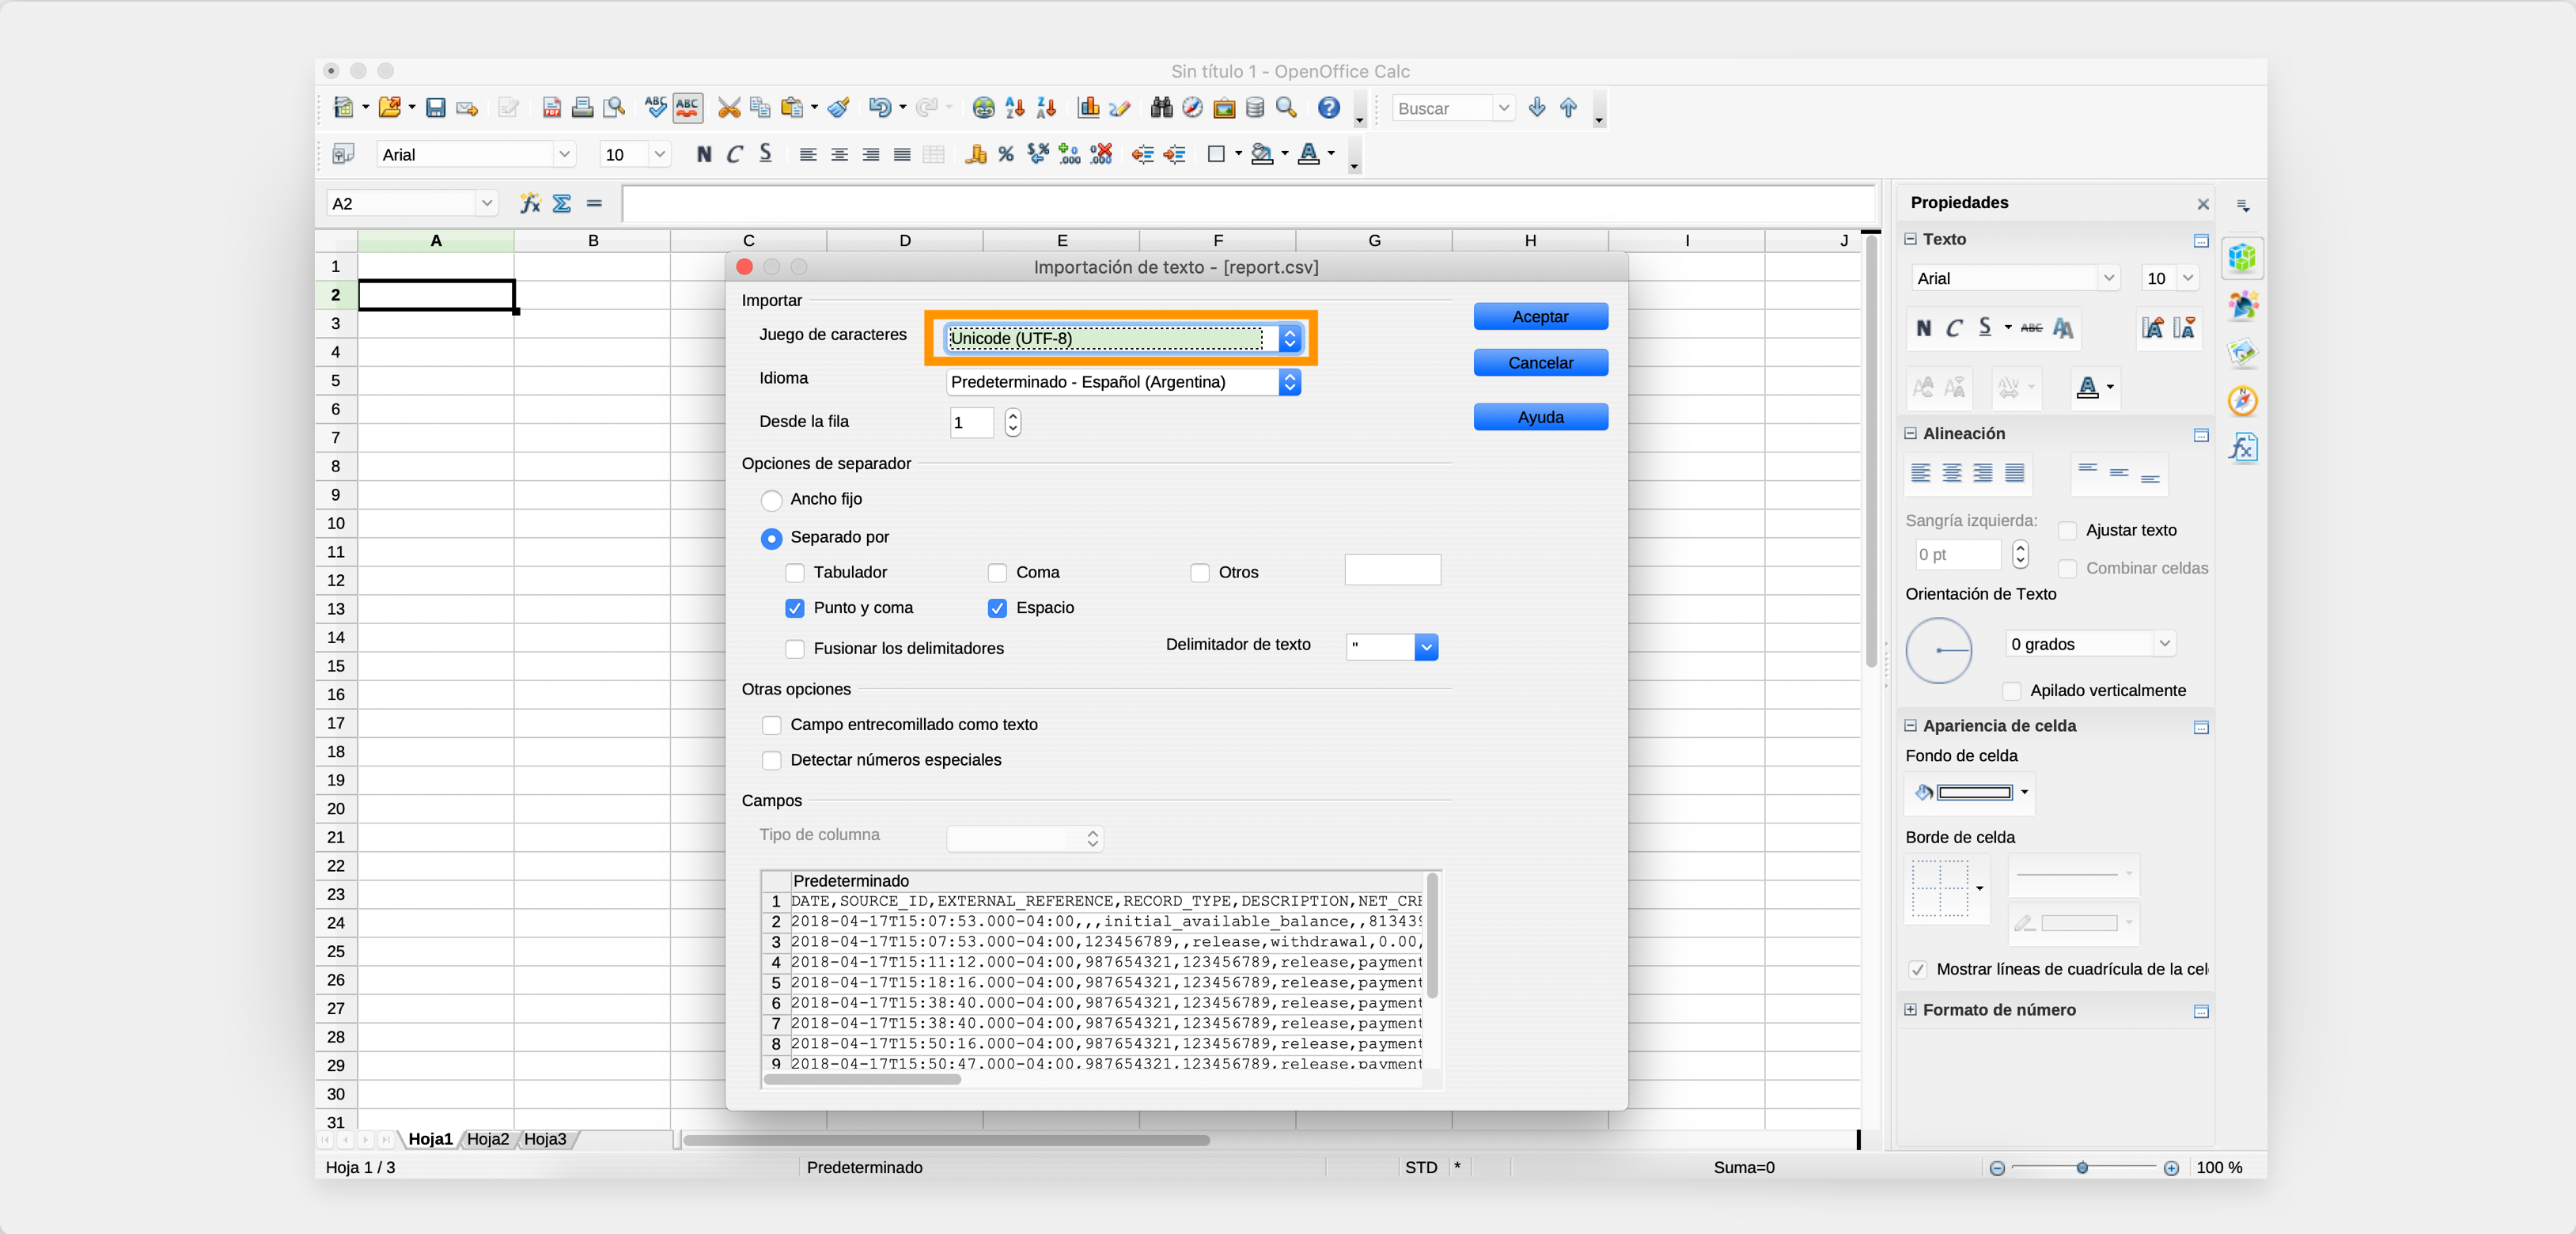 Sin título 1 - OpenOffice Calc
Buscar
Arial 10 N C S
A2
A B C D E F G H I J
1
2
3
4
5
6
7
8
9
10
11
12
13
14
15
16
17
18
19
20
21
22
23
24
25
26
27
28
29
30
31
Importación de texto - [report.csv]
Importar
Juego de caracteres Unicode (UTF-8)
Idioma Predeterminado - Español (Argentina)
Desde la fila 1
Aceptar
Cancelar
Ayuda
Opciones de separador
Ancho fijo
Separado por
Tabulador Coma Otros
Punto y coma Espacio
Fusionar los delimitadores Delimitador de texto "
Otras opciones
Campo entrecomillado como texto
Detectar números especiales
Campos
Tipo de columna
Predeterminado
1 DATE,SOURCE_ID,EXTERNAL_REFERENCE,RECORD_TYPE,DESCRIPTION,NET_CRE
2 2018-04-17T15:07:53.000-04:00,,,initial_available_balance,,813439
3 2018-04-17T15:07:53.000-04:00,123456789,,release,withdrawal,0.00,
4 2018-04-17T15:11:12.000-04:00,987654321,123456789,release,payment
5 2018-04-17T15:18:16.000-04:00,987654321,123456789,release,payment
6 2018-04-17T15:38:40.000-04:00,987654321,123456789,release,payment
7 2018-04-17T15:38:40.000-04:00,987654321,123456789,release,payment
8 2018-04-17T15:50:16.000-04:00,987654321,123456789,release,payment
9 2018-04-17T15:50:47.000-04:00,987654321,123456789,release,payment
Propiedades
Texto
Arial 10
N C S ABC
Alineación
Sangría izquierda: Ajustar texto
0 pt Combinar celdas
Orientación de Texto
0 grados
Apilado verticalmente
Apariencia de celda
Fondo de celda
Borde de celda
Mostrar líneas de cuadrícula de la cel
Formato de número
Hoja1 Hoja2 Hoja3
Hoja 1 / 3 Predeterminado STD * Suma=0 100 %